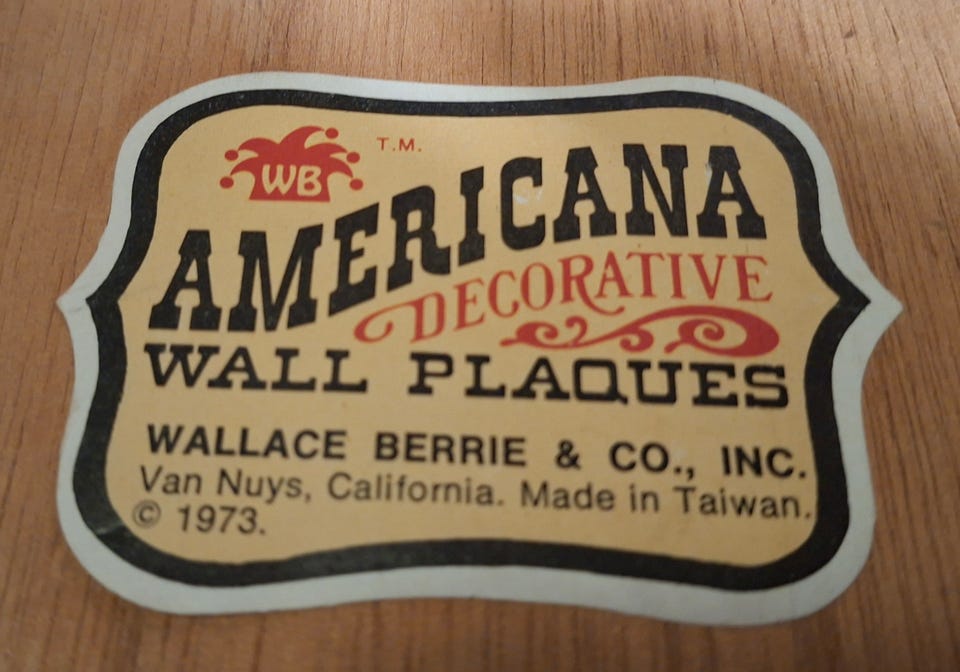 WB T.M.
AMERICANA
DECORATIVE
WALL PLAQUES
WALLACE BERRIE & CO., INC.
Van Nuys, California. Made in Taiwan.
© 1973.